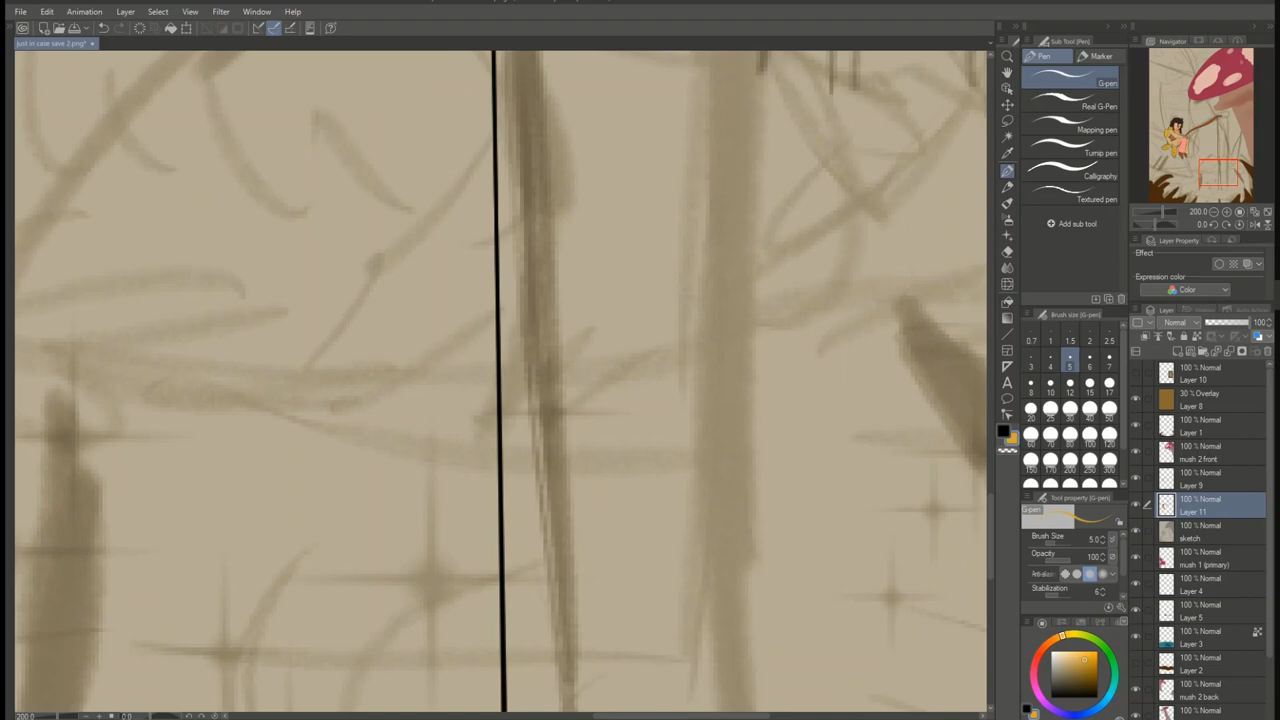 File Edit Animation Layer Select View Filter Window Help
just in case save 2.png*
Sub Tool (Pen)
Pen Marker
G-pen
Real G-Pen
Mapping pen
Turnip pen
Calligraphy
Textured pen
Add sub tool
Brush size (G-pen)
0.7 1 1.5 2 2.5
3 4 5 6 7
8 10 12 15 17
20 25 30 40 50
60 70 80 100 120
150 170 200 250 300
Tool property (G-pen)
G-pen
Brush Size 5.0
Opacity 100
Stabilization 6
Navigator
200.0
0.0
Layer Property
Effect
Expression color
Color
Layer
Normal 100
100 % Normal
Layer 10
30 % Overlay
Layer 8
100 % Normal
Layer 1
100 % Normal
mush 2 front
100 % Normal
Layer 9
100 % Normal
Layer 11
100 % Normal
sketch
100 % Normal
mush 1 (primary)
100 % Normal
Layer 4
100 % Normal
Layer 5
100 % Normal
Layer 3
100 % Normal
Layer 2
100 % Normal
mush 2 back
100 % Normal
200.0 0.0